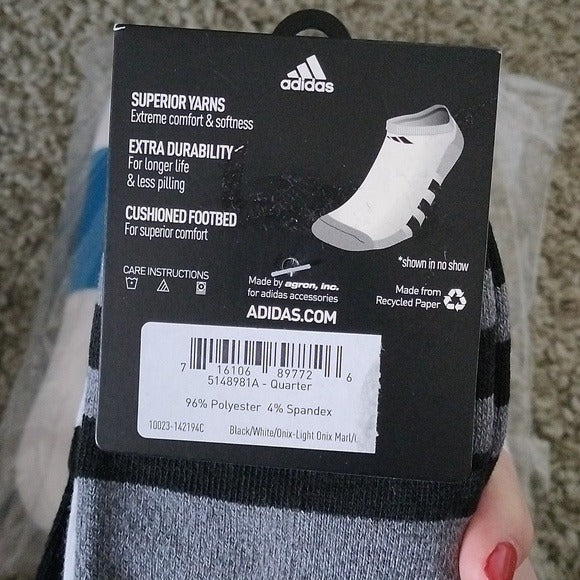 adidas
SUPERIOR YARNS
Extreme comfort & softness
EXTRA DURABILITY
For longer life
& less pilling
CUSHIONED FOOTBED
For superior comfort
*shown in no show
CARE INSTRUCTIONS
Made by agron, inc.
for adidas accessories
ADIDAS.COM
Made from
Recycled Paper
7 16106 89772 6
5148981A - Quarter
96% Polyester 4% Spandex
10023-142194C
Black/White/Onix-Light Onix Marl/